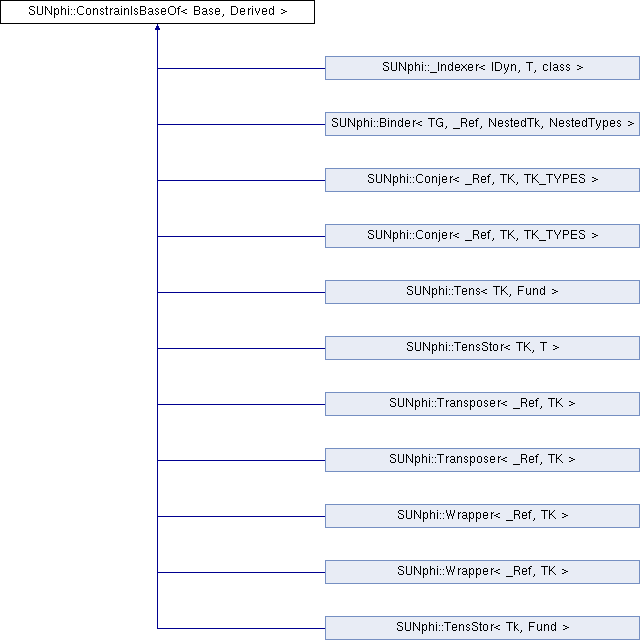 SUNphi::ConstrainIsBaseOf< Base, Derived >
SUNphi::_Indexer< IDyn, T, class >
SUNphi::Binder< TG, _Ref, NestedTk, NestedTypes >
SUNphi::Conjer< _Ref, TK, TK_TYPES >
SUNphi::Conjer< _Ref, TK, TK_TYPES >
SUNphi::Tens< TK, Fund >
SUNphi::TensStor< TK, T >
SUNphi::Transposer< _Ref, TK >
SUNphi::Transposer< _Ref, TK >
SUNphi::Wrapper< _Ref, TK >
SUNphi::Wrapper< _Ref, TK >
SUNphi::TensStor< Tk, Fund >